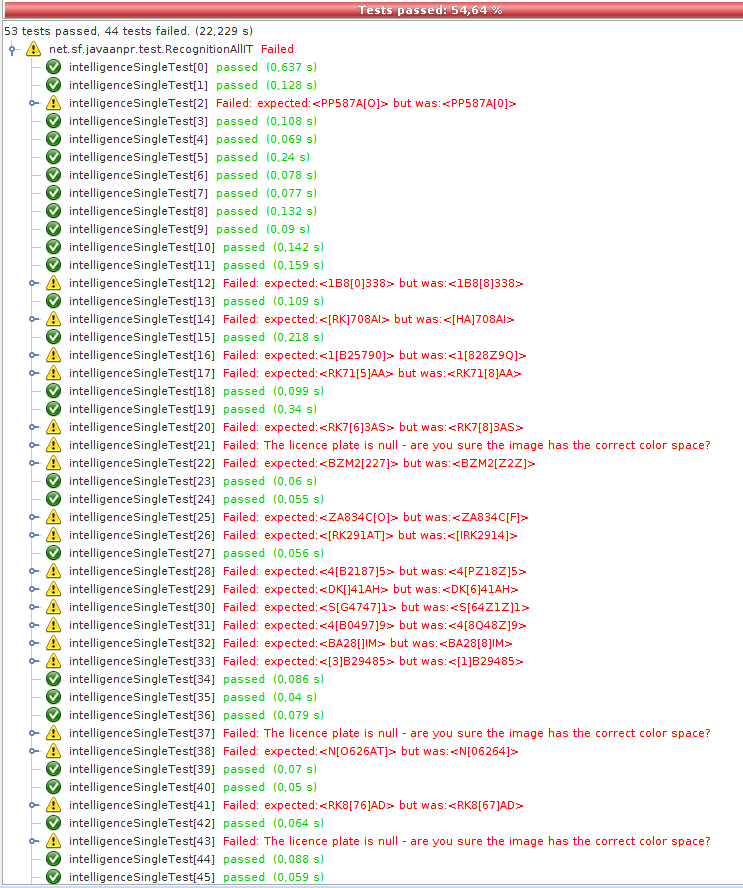 Tests passed: 54,64 %
53 tests passed, 44 tests failed. (22,229 s)
net.sf.javaanpr.test.RecognitionAllIT Failed
intelligenceSingleTest[0] passed (0,637 s)
intelligenceSingleTest[1] passed (0,128 s)
intelligenceSingleTest[2] Failed: expected:<PP587A[O]> but was:<PP587A[0]>
intelligenceSingleTest[3] passed (0,108 s)
intelligenceSingleTest[4] passed (0,069 s)
intelligenceSingleTest[5] passed (0,24 s)
intelligenceSingleTest[6] passed (0,078 s)
intelligenceSingleTest[7] passed (0,077 s)
intelligenceSingleTest[8] passed (0,132 s)
intelligenceSingleTest[9] passed (0,09 s)
intelligenceSingleTest[10] passed (0,142 s)
intelligenceSingleTest[11] passed (0,159 s)
intelligenceSingleTest[12] Failed: expected:<1B8[0]338> but was:<1B8[8]338>
intelligenceSingleTest[13] passed (0,109 s)
intelligenceSingleTest[14] Failed: expected:<[RK]708AI> but was:<[HA]708AI>
intelligenceSingleTest[15] passed (0,218 s)
intelligenceSingleTest[16] Failed: expected:<1[B25790]> but was:<1[828Z9Q]>
intelligenceSingleTest[17] Failed: expected:<RK71[5]AA> but was:<RK71[8]AA>
intelligenceSingleTest[18] passed (0,099 s)
intelligenceSingleTest[19] passed (0,34 s)
intelligenceSingleTest[20] Failed: expected:<RK7[6]3AS> but was:<RK7[8]3AS>
intelligenceSingleTest[21] Failed: The licence plate is null - are you sure the image has the correct color space?
intelligenceSingleTest[22] Failed: expected:<BZM2[227]> but was:<BZM2[Z2Z]>
intelligenceSingleTest[23] passed (0,06 s)
intelligenceSingleTest[24] passed (0,055 s)
intelligenceSingleTest[25] Failed: expected:<ZA834C[O]> but was:<ZA834C[F]>
intelligenceSingleTest[26] Failed: expected:<[RK291AT]> but was:<[IRK2914]>
intelligenceSingleTest[27] passed (0,056 s)
intelligenceSingleTest[28] Failed: expected:<4[B2187]5> but was:<4[PZ18Z]5>
intelligenceSingleTest[29] Failed: expected:<DK[]41AH> but was:<DK[6]41AH>
intelligenceSingleTest[30] Failed: expected:<S[G4747]1> but was:<S[64Z1Z]1>
intelligenceSingleTest[31] Failed: expected:<4[B0497]9> but was:<4[8Q48Z]9>
intelligenceSingleTest[32] Failed: expected:<BA28[]IM> but was:<BA28[8]IM>
intelligenceSingleTest[33] Failed: expected:<[3]B29485> but was:<[1]B29485>
intelligenceSingleTest[34] passed (0,086 s)
intelligenceSingleTest[35] passed (0,04 s)
intelligenceSingleTest[36] passed (0,079 s)
intelligenceSingleTest[37] Failed: The licence plate is null - are you sure the image has the correct color space?
intelligenceSingleTest[38] Failed: expected:<N[O626AT]> but was:<N[06264]>
intelligenceSingleTest[39] passed (0,07 s)
intelligenceSingleTest[40] passed (0,05 s)
intelligenceSingleTest[41] Failed: expected:<RK8[76]AD> but was:<RK8[67]AD>
intelligenceSingleTest[42] passed (0,064 s)
intelligenceSingleTest[43] Failed: The licence plate is null - are you sure the image has the correct color space?
intelligenceSingleTest[44] passed (0,088 s)
intelligenceSingleTest[45] passed (0,059 s)